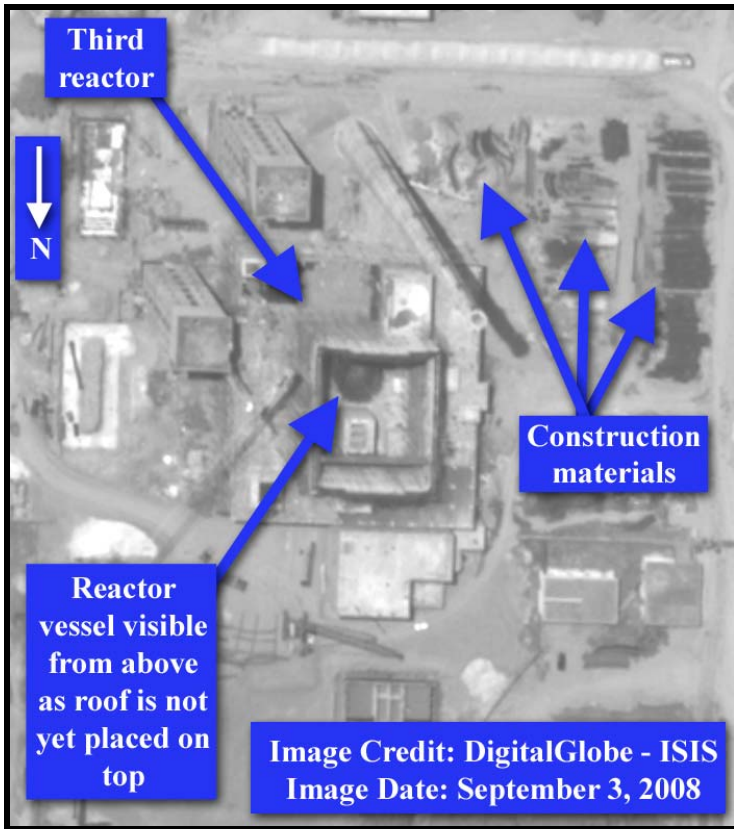 Third
reactor
N
Construction
materials
Reactor
vessel visible
from above
as roof is not
yet placed on
top
Image Credit: DigitalGlobe - ISIS
Image Date: September 3, 2008